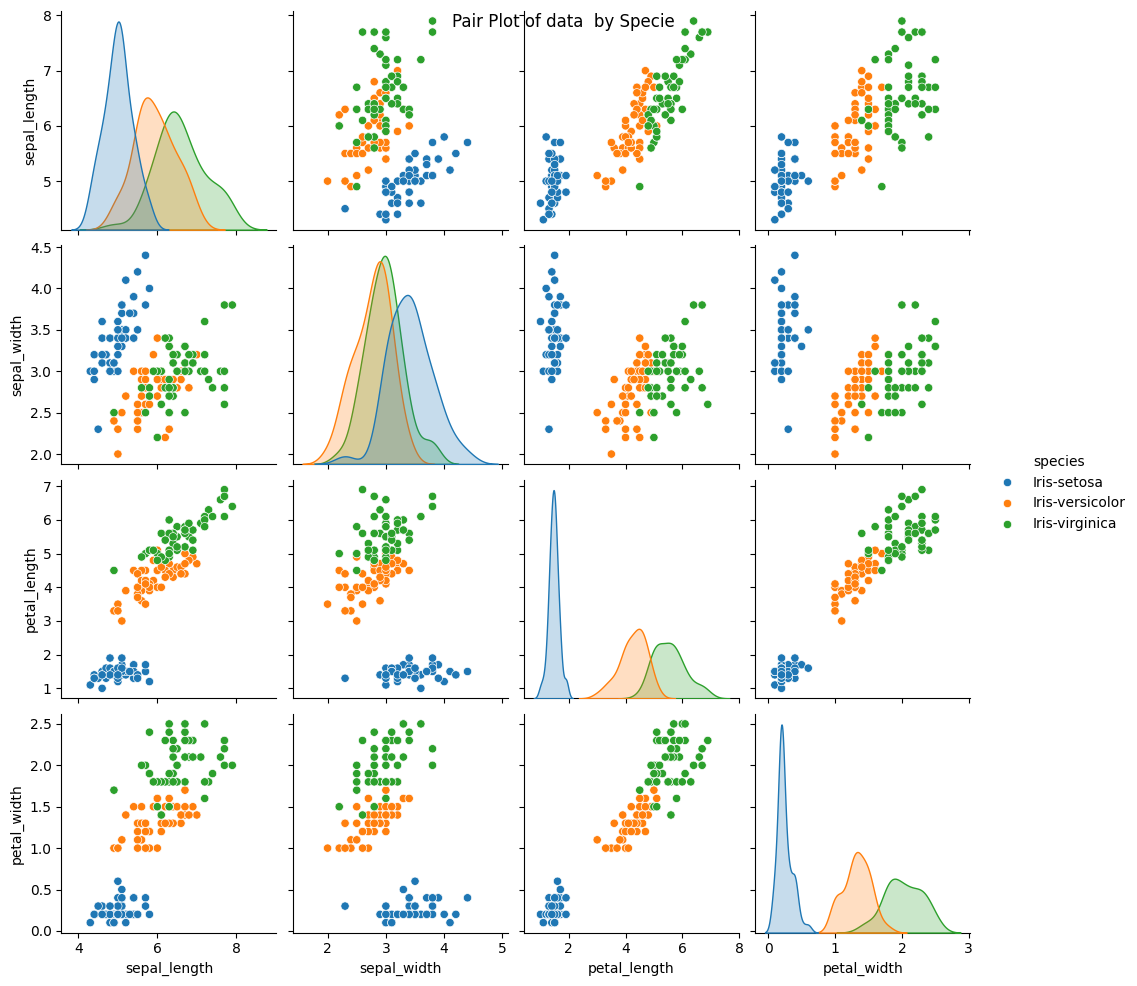 Pair Plot of data  by Specie
8
7
6
5
sepal_length
4.5
4.0
3.5
3.0
2.5
2.0
sepal_width
7
6
5
4
3
2
1
petal_length
2.5
2.0
1.5
1.0
0.5
0.0
petal_width
4 6 8
2 3 4 5
2 4 6 8
0 1 2 3
sepal_length
sepal_width
petal_length
petal_width
species
Iris-setosa
Iris-versicolor
Iris-virginica